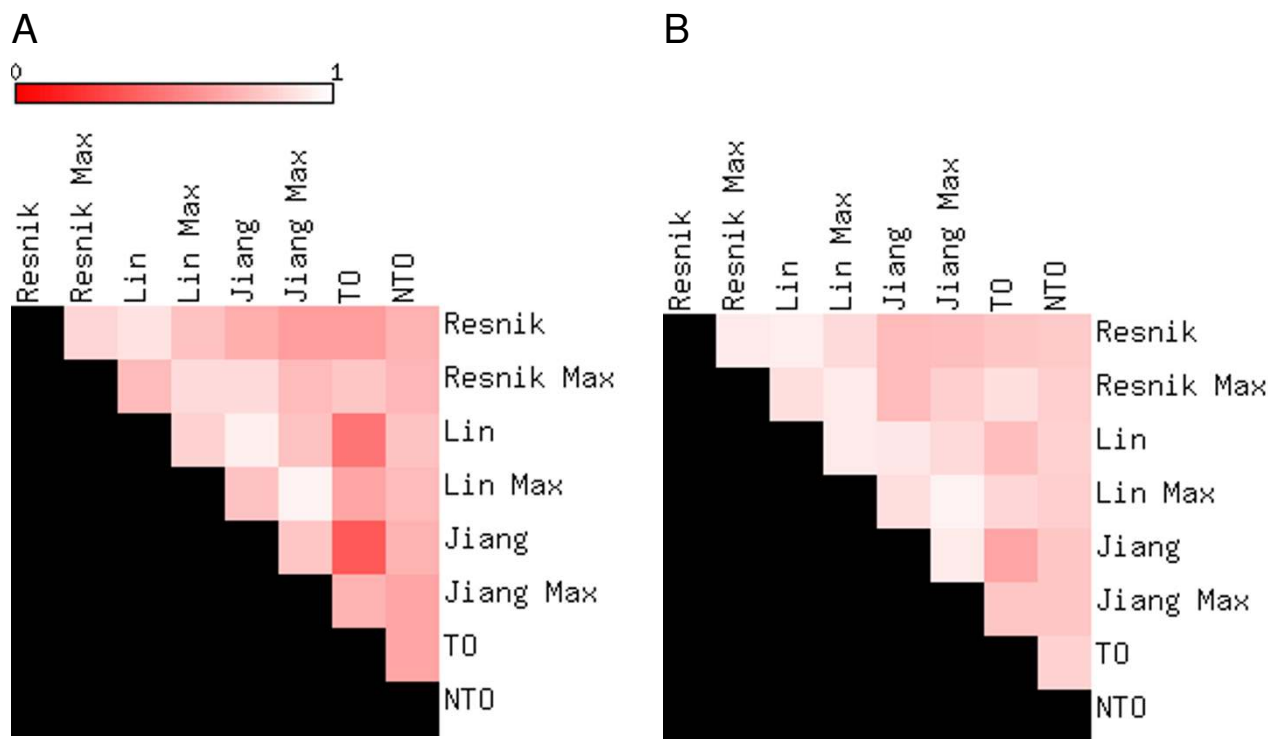 A
0 1
Resnik
Resnik Max
Lin
Lin Max
Jiang
Jiang Max
TO
NTO
Resnik
Resnik Max
Lin
Lin Max
Jiang
Jiang Max
TO
NTO
B
Resnik
Resnik Max
Lin
Lin Max
Jiang
Jiang Max
TO
NTO
Resnik
Resnik Max
Lin
Lin Max
Jiang
Jiang Max
TO
NTO